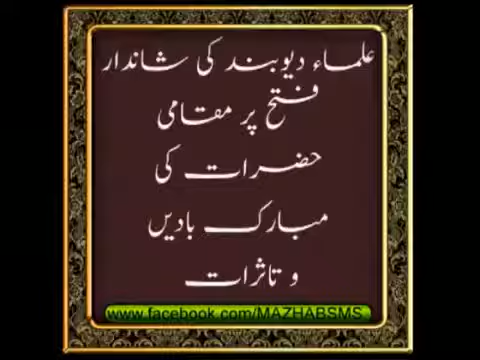 علماء دیوبند کی شاندار
فتح پر مقامی
حضرات کی
مبارک بادیں
و تاثرات
www.facebook.com/MAZHABSMS